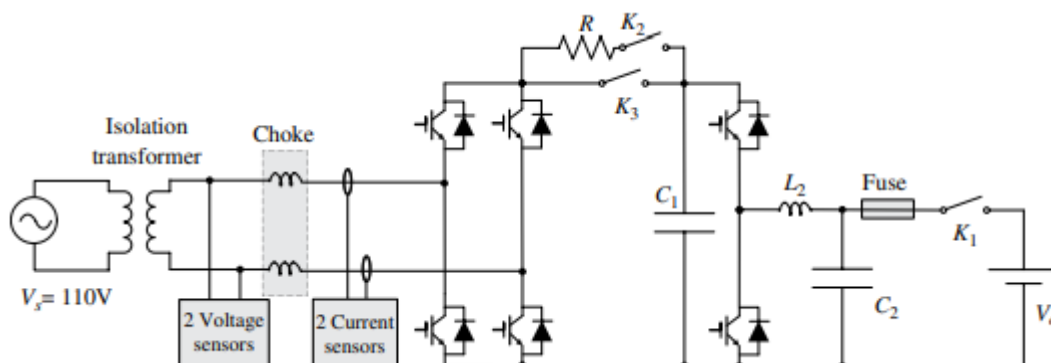 R
K2
K3
Isolation
transformer
Choke
C1
L2
Fuse
K1
C2
Vs= 110V
2 Voltage
sensors
2 Current
sensors